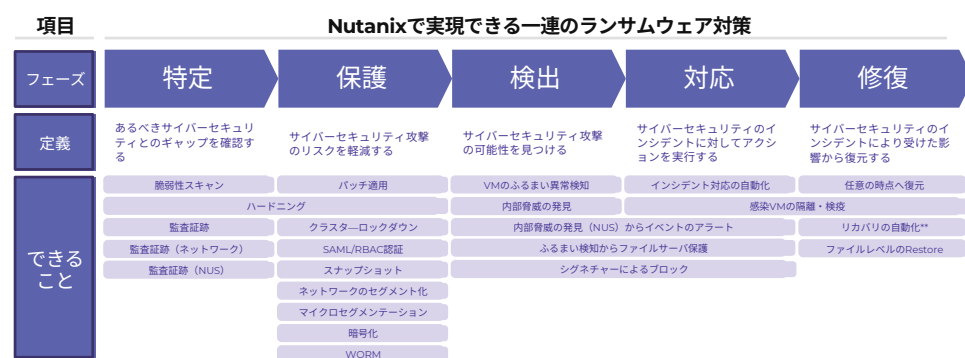 項目
Nutanixで実現できる一連のランサムウェア対策
フェーズ
特定
保護
検出
対応
修復
定義
あるべきサイバーセキュリ
ティとのギャップを確認す
る
サイバーセキュリティ攻撃
のリスクを軽減する
サイバーセキュリティ攻撃
の可能性を見つける
サイバーセキュリティのイ
ンシデントに対してアクシ
ョンを実行する
サイバーセキュリティのイ
ンシデントにより受けた影
響から復元する
できる
こと
脆弱性スキャン
パッチ適用
VMのふるまい異常検知
インシデント対応の自動化
任意の時点へ復元
ハードニング
内部脅威の発見
感染VMの隔離・検疫
監査証跡
クラスターロックダウン
内部脅威の発見（NUS）からイベントのアラート
リカバリの自動化**
監査証跡（ネットワーク）
SAML/RBAC認証
ふるまい検知からファイルサーバ保護
ファイルレベルのRestore
監査証跡（NUS）
スナップショット
シグネチャーによるブロック
ネットワークのセグメント化
マイクロセグメンテーション
暗号化
WORM